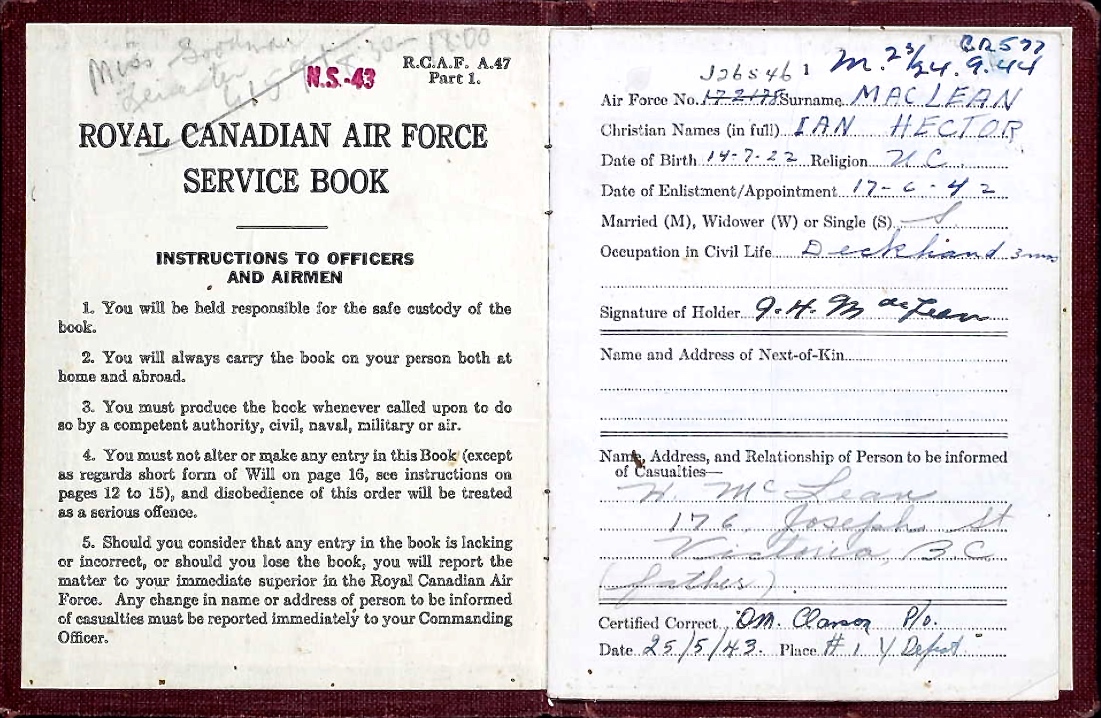 Miss Goodman
18:00
N.S.-43
R.C.A.F. A.47
Part 1.
ROYAL CANADIAN AIR FORCE
SERVICE BOOK
INSTRUCTIONS TO OFFICERS
AND AIRMEN
1. You will be held responsible for the safe custody of the
book.
2. You will always carry the book on your person both at
home and abroad.
3. You must produce the book whenever called upon to do
so by a competent authority, civil, naval, military or air.
4. You must not alter or make any entry in this Book (except
as regards short form of Will on page 16, see instructions on
pages 12 to 15), and disobedience of this order will be treated
as a serious offence.
5. Should you consider that any entry in the book is lacking
or incorrect, or should you lose the book, you will report the
matter to your immediate superior in the Royal Canadian Air
Force. Any change in name or address of person to be informed
of casualties must be reported immediately to your Commanding
Officer.
J26546
Air Force No. 172178 Surname MACLEAN
Christian Names (in full) IAN HECTOR
Date of Birth 14-7-22 Religion U C
Date of Enlistment/Appointment 17-6-42
Married (M), Widower (W) or Single (S) S
Occupation in Civil Life Deckhand 3 mos
Signature of Holder I. H. MacLean
Name and Address of Next-of-Kin
Name, Address, and Relationship of Person to be informed
of Casualties—
W. McLean
176 Joseph St
Victoria, BC
(father)
Certified Correct P/o.
Date 25/5/43. Place #1 Y Depot